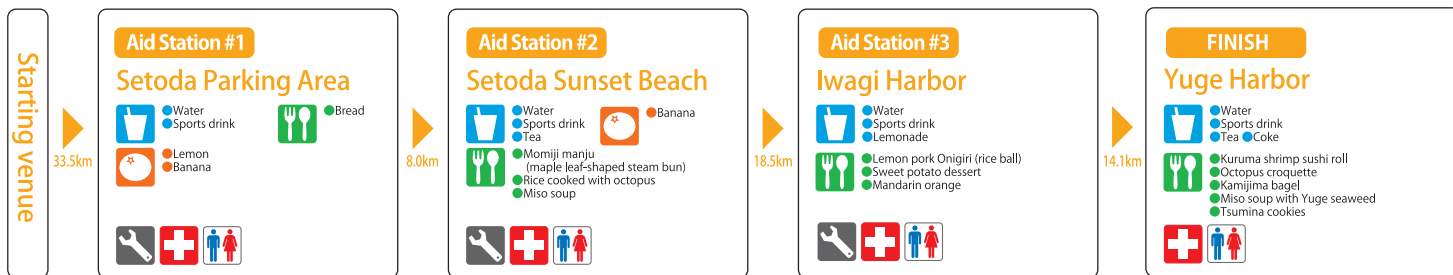 Starting venue
33.5km
Aid Station #1
Setoda Parking Area
●Water
●Sports drink
●Bread
●Lemon
●Banana
8.0km
Aid Station #2
Setoda Sunset Beach
●Water
●Sports drink
●Tea
●Banana
●Momiji manju
(maple leaf-shaped steam bun)
●Rice cooked with octopus
●Miso soup
18.5km
Aid Station #3
Iwagi Harbor
●Water
●Sports drink
●Lemonade
●Lemon pork Onigiri (rice ball)
●Sweet potato dessert
●Mandarin orange
14.1km
FINISH
Yuge Harbor
●Water
●Sports drink
●Tea ●Coke
●Kuruma shrimp sushi roll
●Octopus croquette
●Kamijima bagel
●Miso soup with Yuge seaweed
●Tsumina cookies